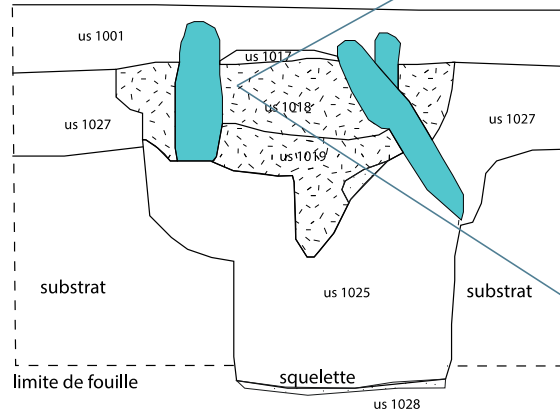 us 1001
us 1017
us 1018
us 1027
us 1027
us 1019
substrat
us 1025
substrat
squelette
limite de fouille
us 1028